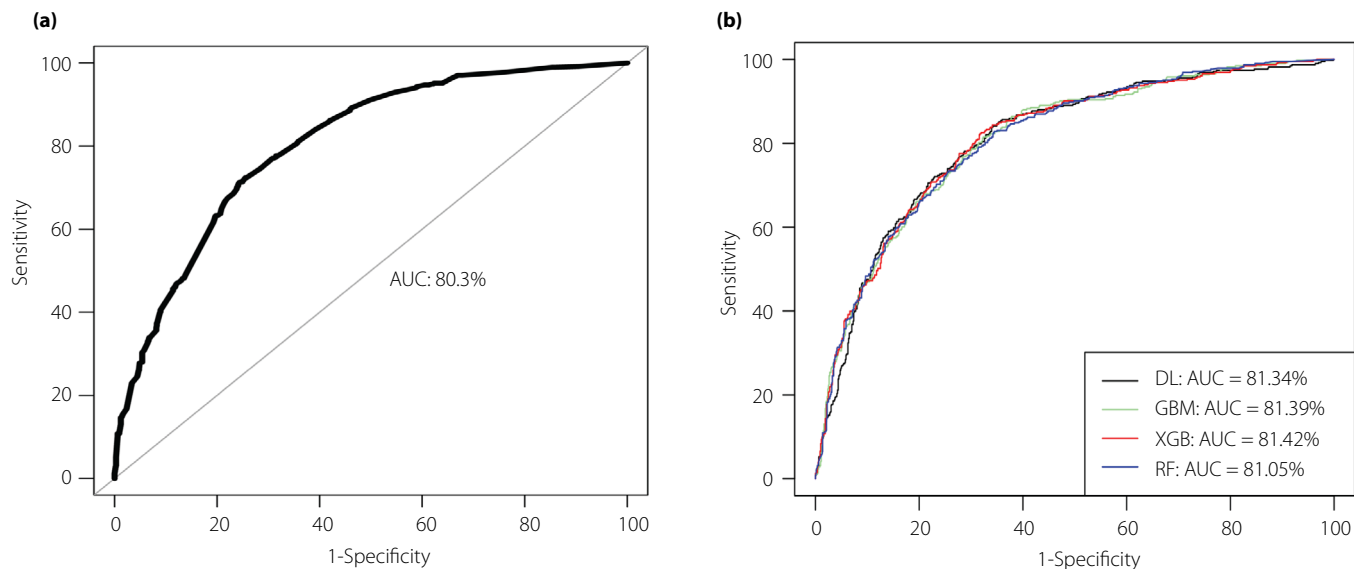 (a)
100
80
60
40
20
0
Sensitivity
AUC: 80.3%
0 20 40 60 80 100
1-Specificity
(b)
100
80
60
40
20
0
Sensitivity
DL: AUC = 81.34%
GBM: AUC = 81.39%
XGB: AUC = 81.42%
RF: AUC = 81.05%
0 20 40 60 80 100
1-Specificity